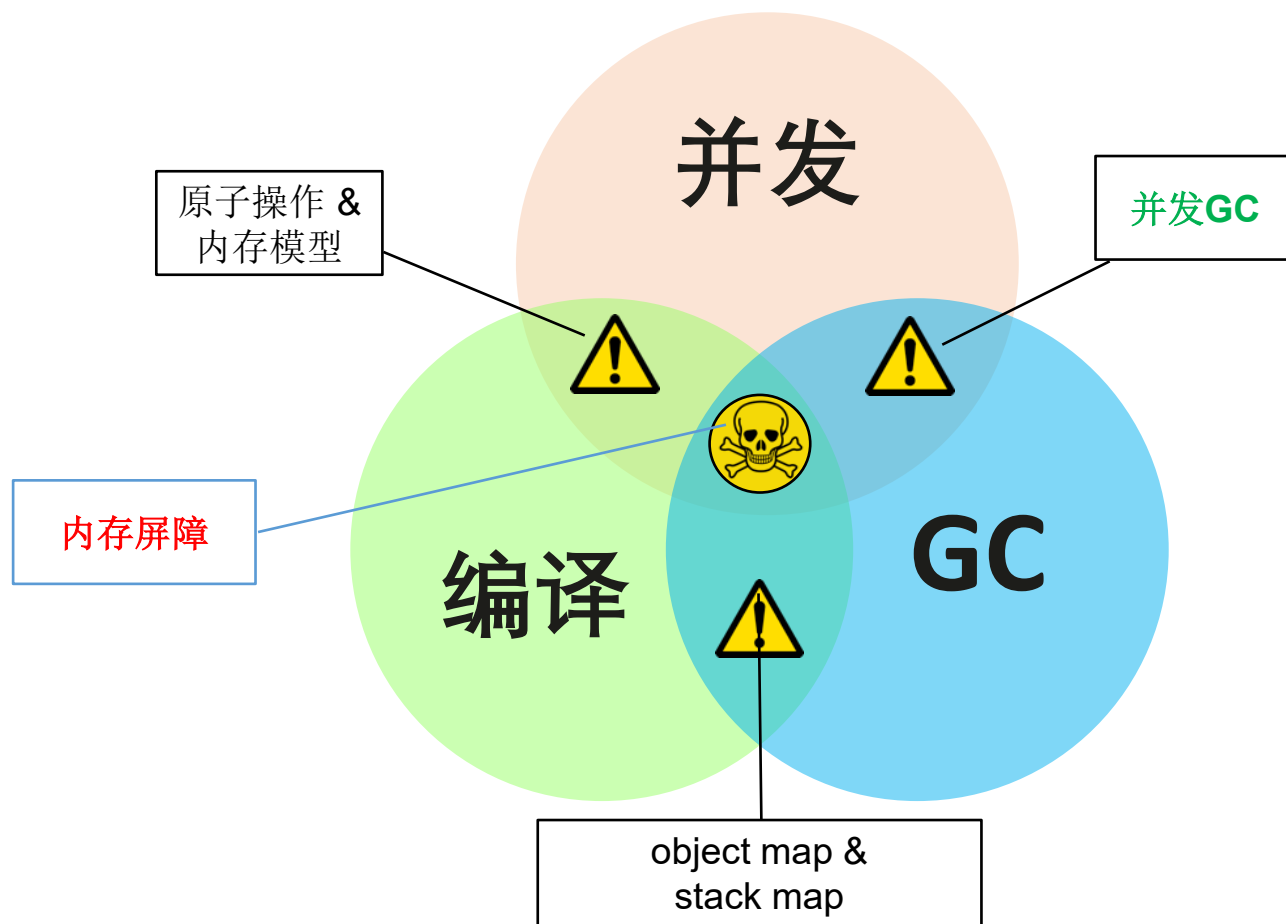 并发
原子操作 &
内存模型
并发GC
内存屏障
编译
GC
object map &
stack map